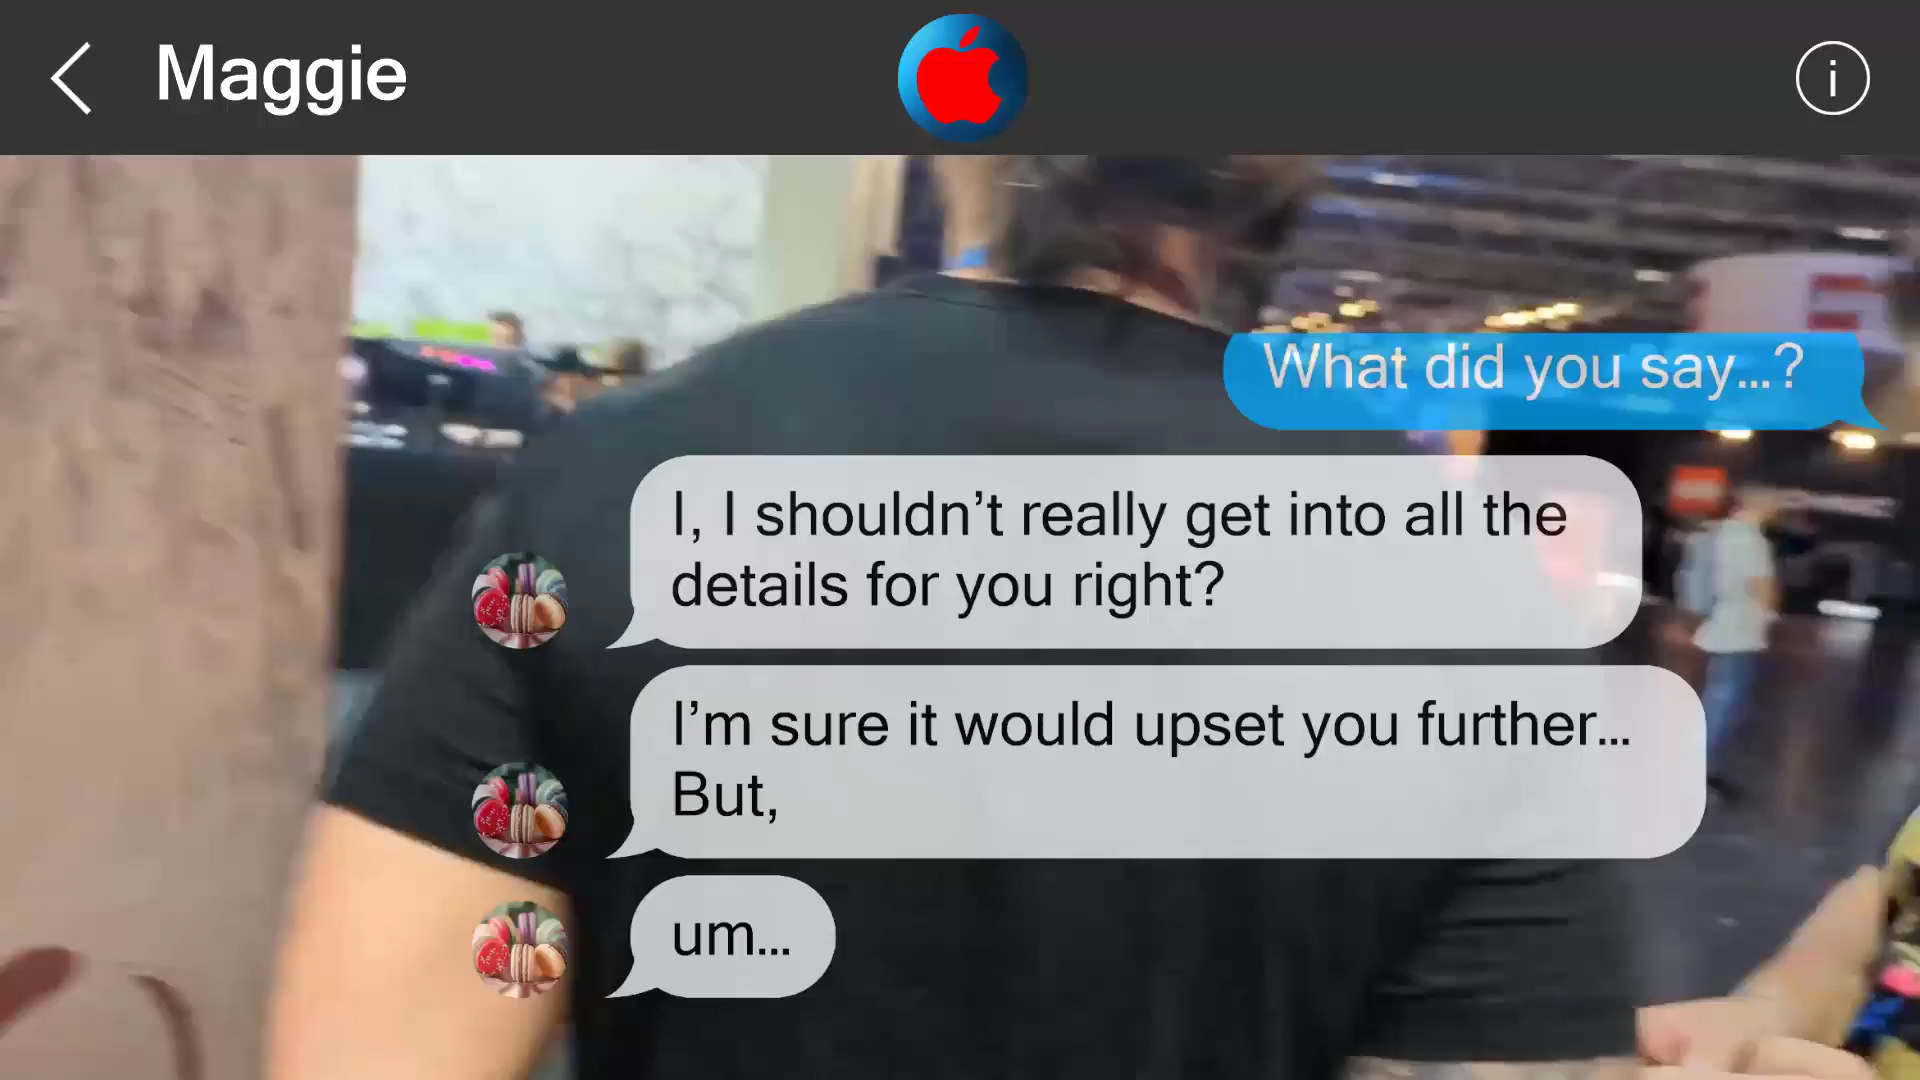 Maggie
i
What did you say...?
I, I shouldn’t really get into all the
details for you right?
I’m sure it would upset you further...
But,
um...